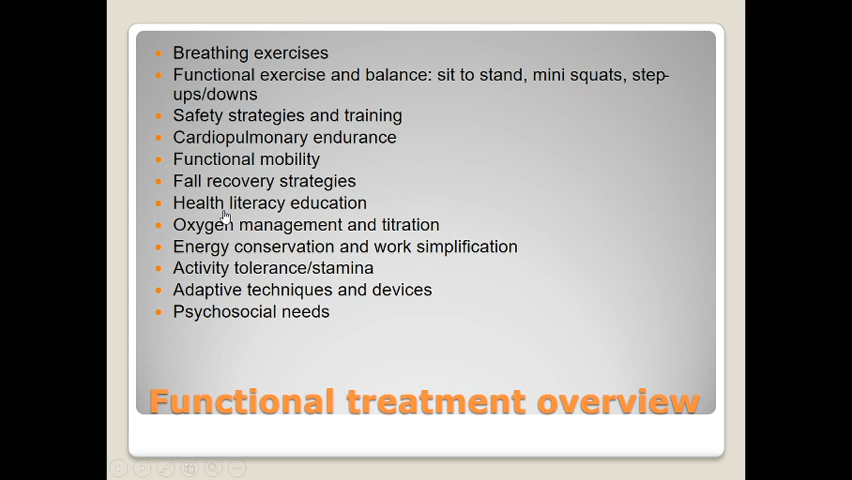 Breathing exercises
Functional exercise and balance: sit to stand, mini squats, step-
ups/downs
Safety strategies and training
Cardiopulmonary endurance
Functional mobility
Fall recovery strategies
Health literacy education
Oxygen management and titration
Energy conservation and work simplification
Activity tolerance/stamina
Adaptive techniques and devices
Psychosocial needs
Functional treatment overview